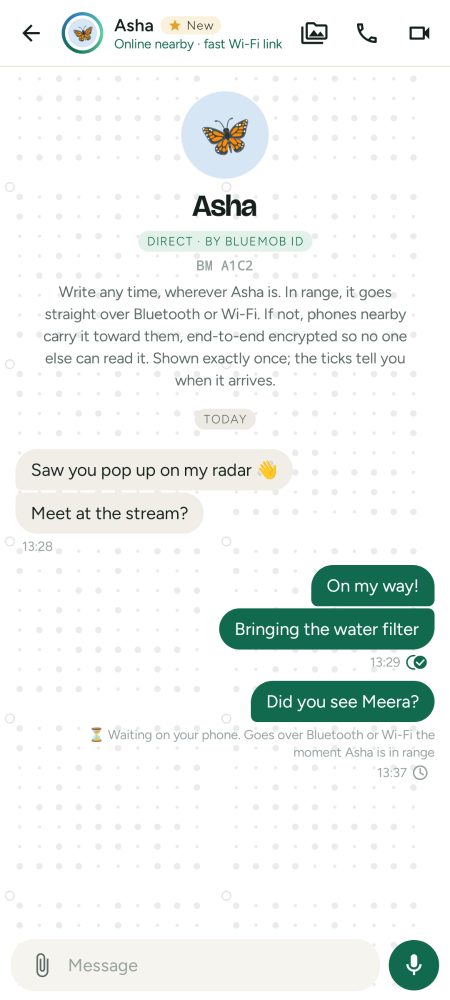 Asha
New
Online nearby · fast Wi-Fi link
Asha
DIRECT · BY BLUEMOB ID
BM A1C2
Write any time, wherever Asha is. In range, it goes
straight over Bluetooth or Wi-Fi. If not, phones nearby
carry it toward them, end-to-end encrypted so no one
else can read it. Shown exactly once; the ticks tell you
when it arrives.
TODAY
Saw you pop up on my radar 👋
Meet at the stream?
13:28
On my way!
Bringing the water filter
13:29
Did you see Meera?
⏳ Waiting on your phone. Goes over Bluetooth or Wi-Fi the
moment Asha is in range
13:37
Message